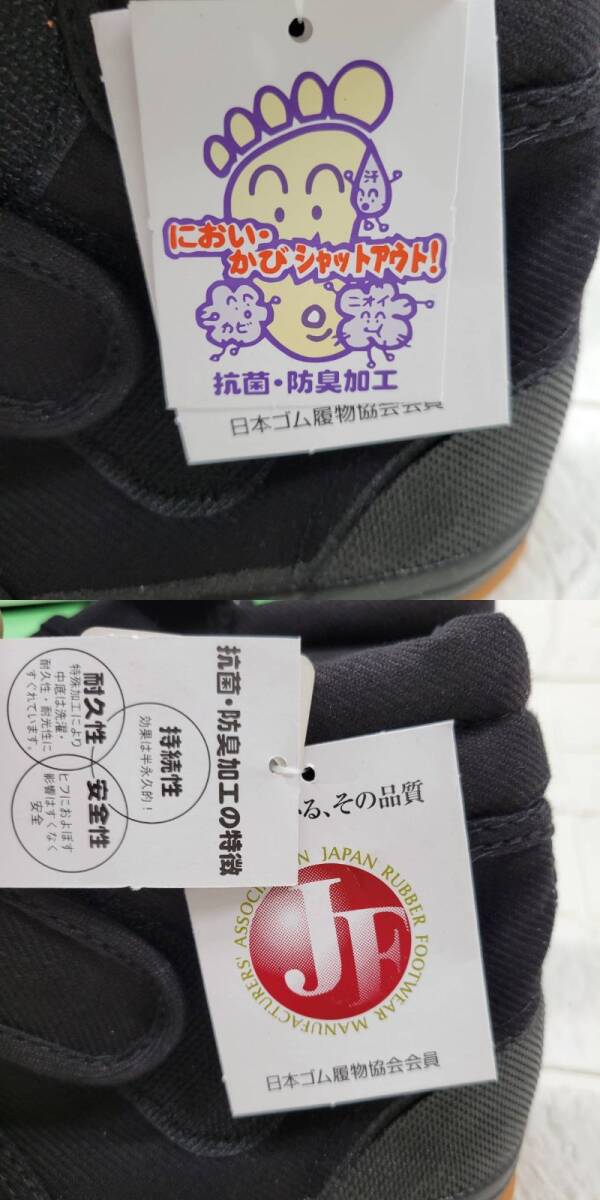 汗
におい・
かびシャットアウト!
カビ
ニオイ
抗菌・防臭加工
日本ゴム履物協会会員
抗菌・防臭加工の特徴
持続性
効果は半永久的!
耐久性
特殊加工により
中底は洗濯・
耐久性・耐光性に
すぐれています。
安全性
ヒフにおよぼす
影響はすくなく
安全
る、その品質
JAPAN RUBBER FOOTWEAR MANUFACTURERS' ASSOC
N
JF
日本ゴム履物協会会員